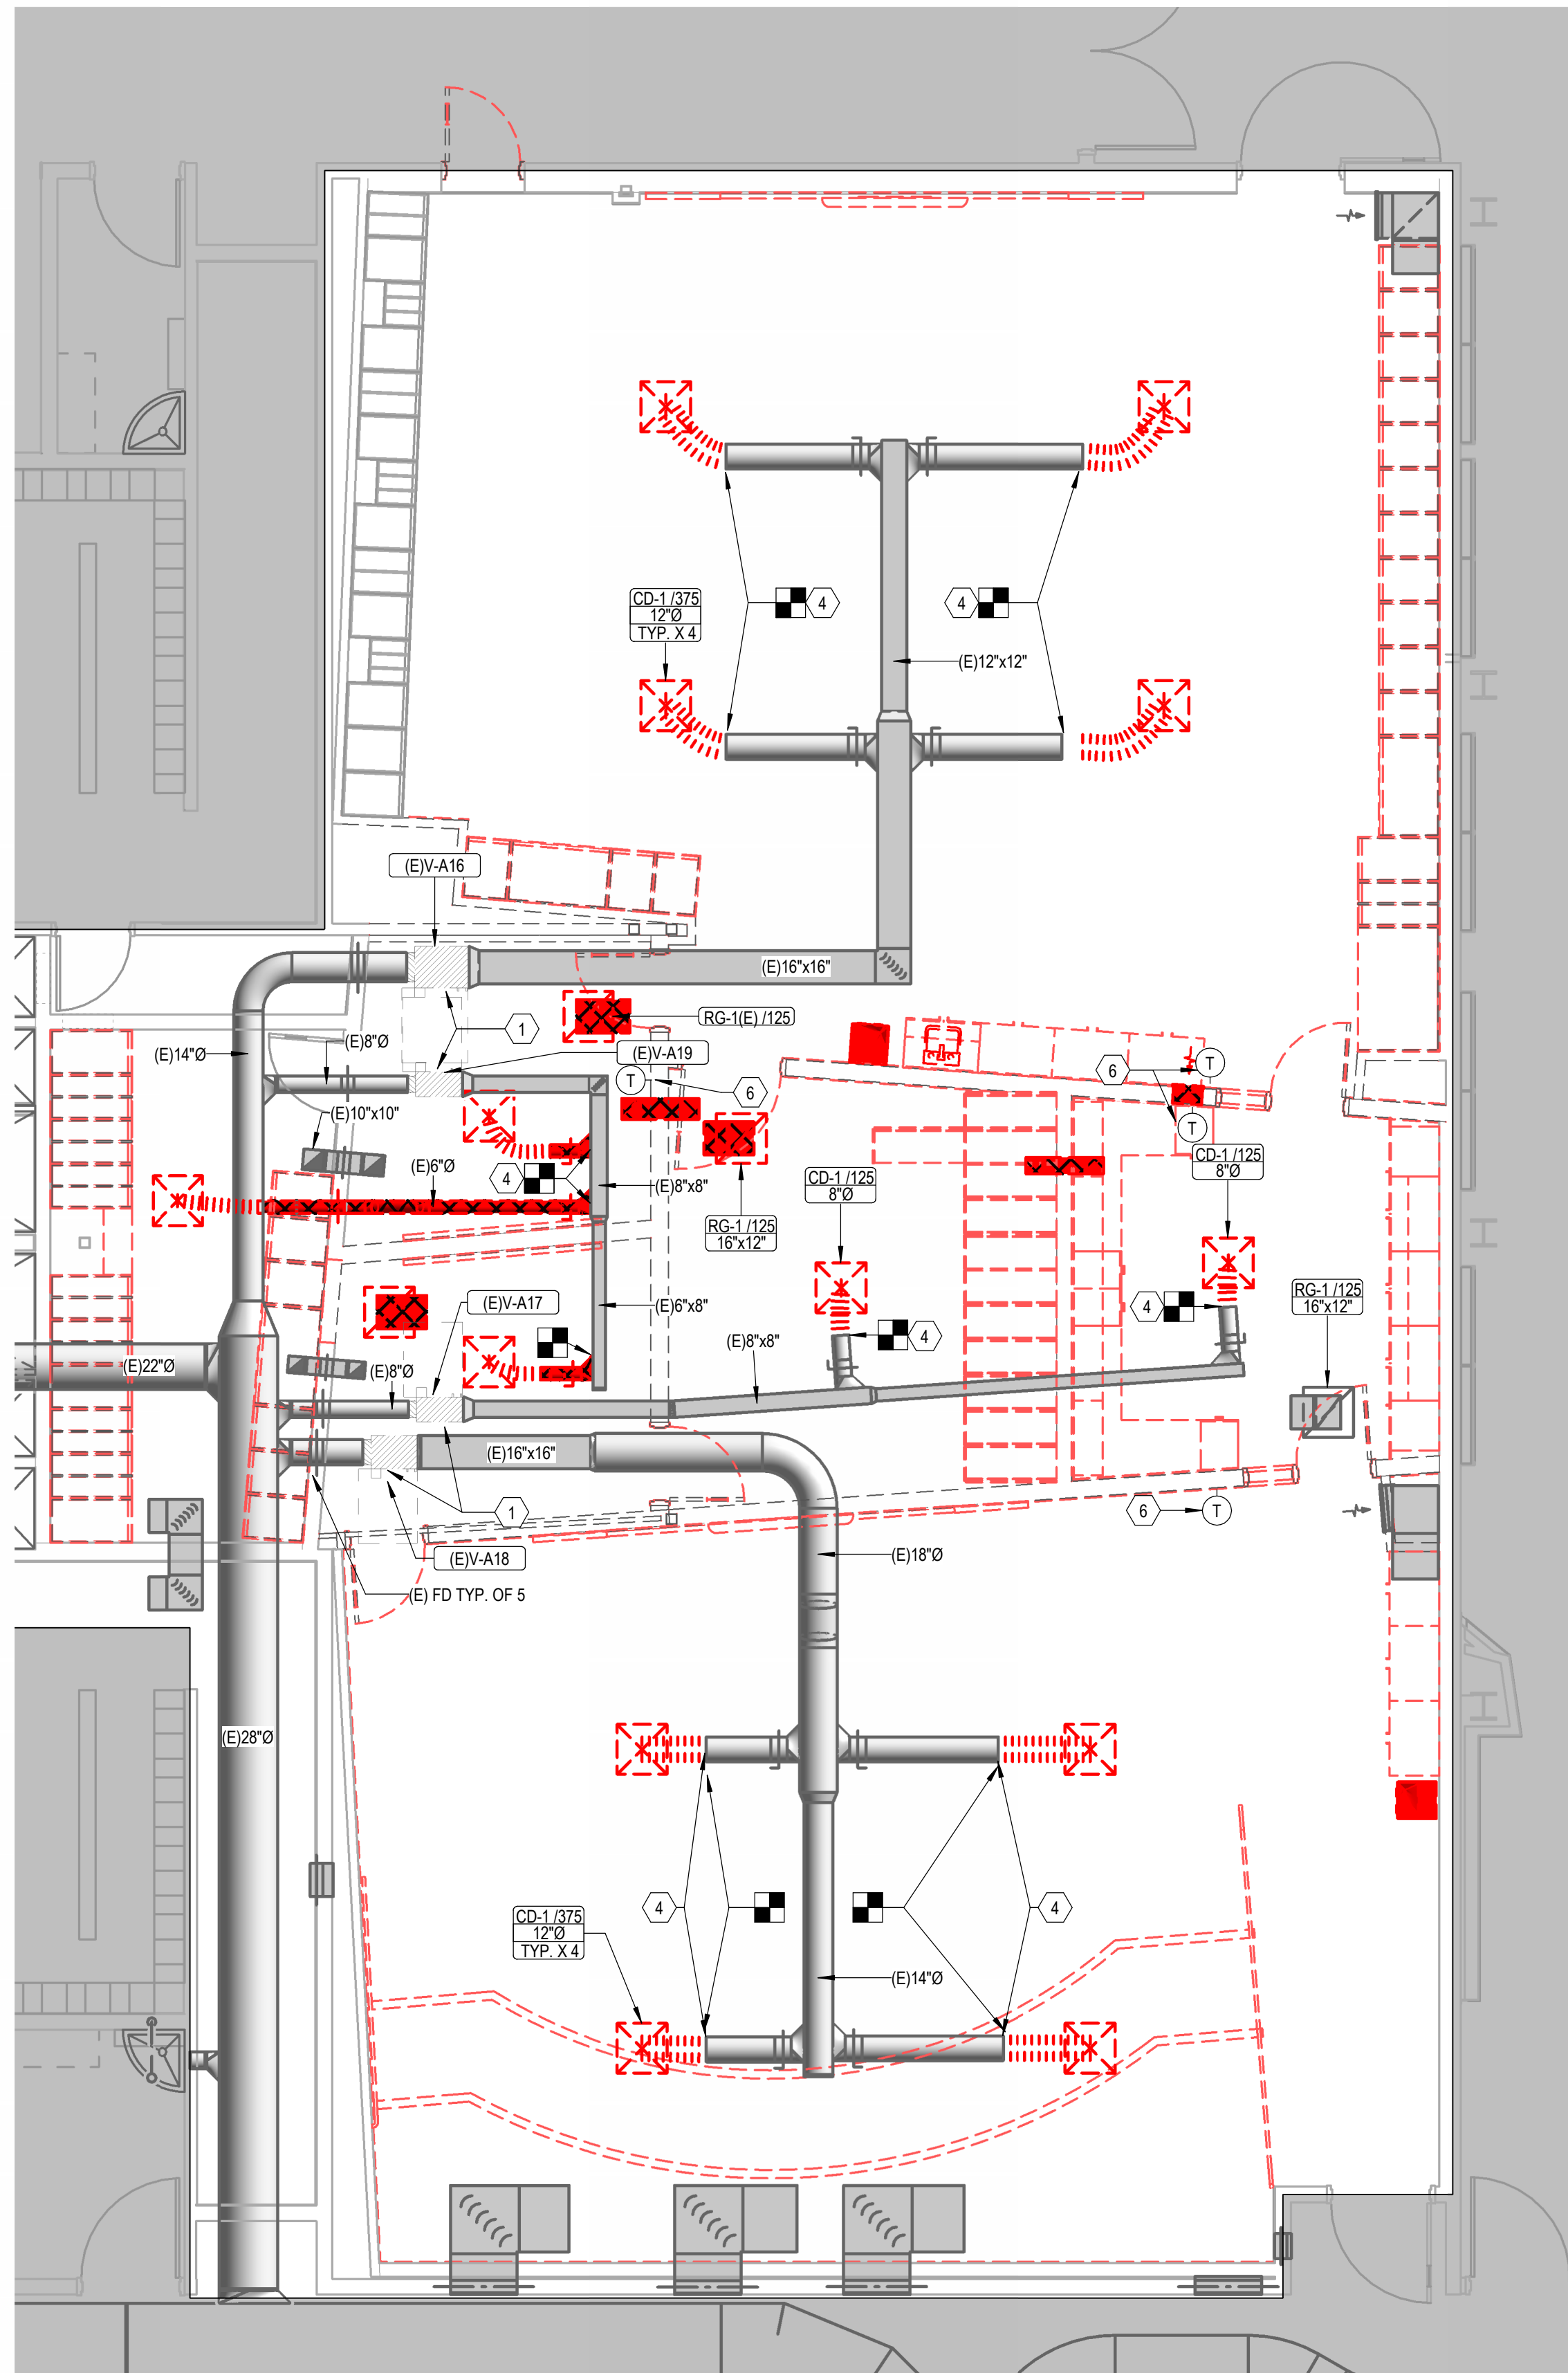 CD-1 /375
12"Ø
TYP. X 4
4
4
(E)12"x12"
(E)V-A16
(E)16"x16"
RG-1(E) /125
1
(E)14"Ø
(E)8"Ø
(E)V-A19
T
6
6
T
T
(E)10"x10"
(E)6"Ø
4
(E)8"x8"
CD-1 /125
8"Ø
CD-1 /125
8"Ø
RG-1 /125
16"x12"
RG-1 /125
16"x12"
(E)V-A17
(E)6"x8"
4
4
(E)8"x8"
(E)22"Ø
(E)8"Ø
(E)16"x16"
1
6
T
(E)V-A18
(E)18"Ø
(E) FD TYP. OF 5
(E)28"Ø
4
4
CD-1 /375
12"Ø
TYP. X 4
(E)14"Ø